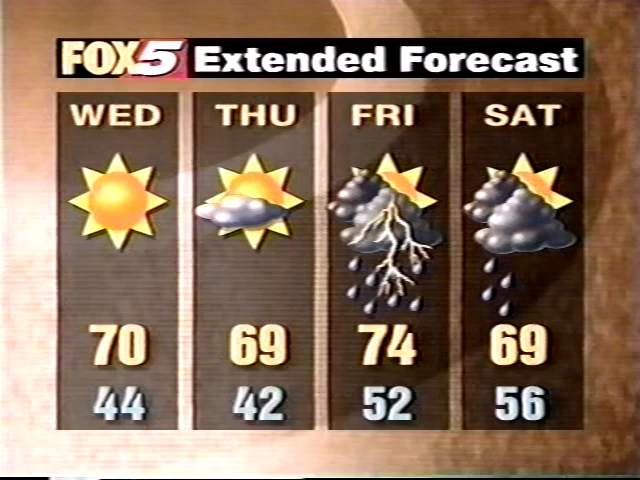 FOX5 Extended Forecast
WED THU FRI SAT
70 69 74 69
44 42 52 56